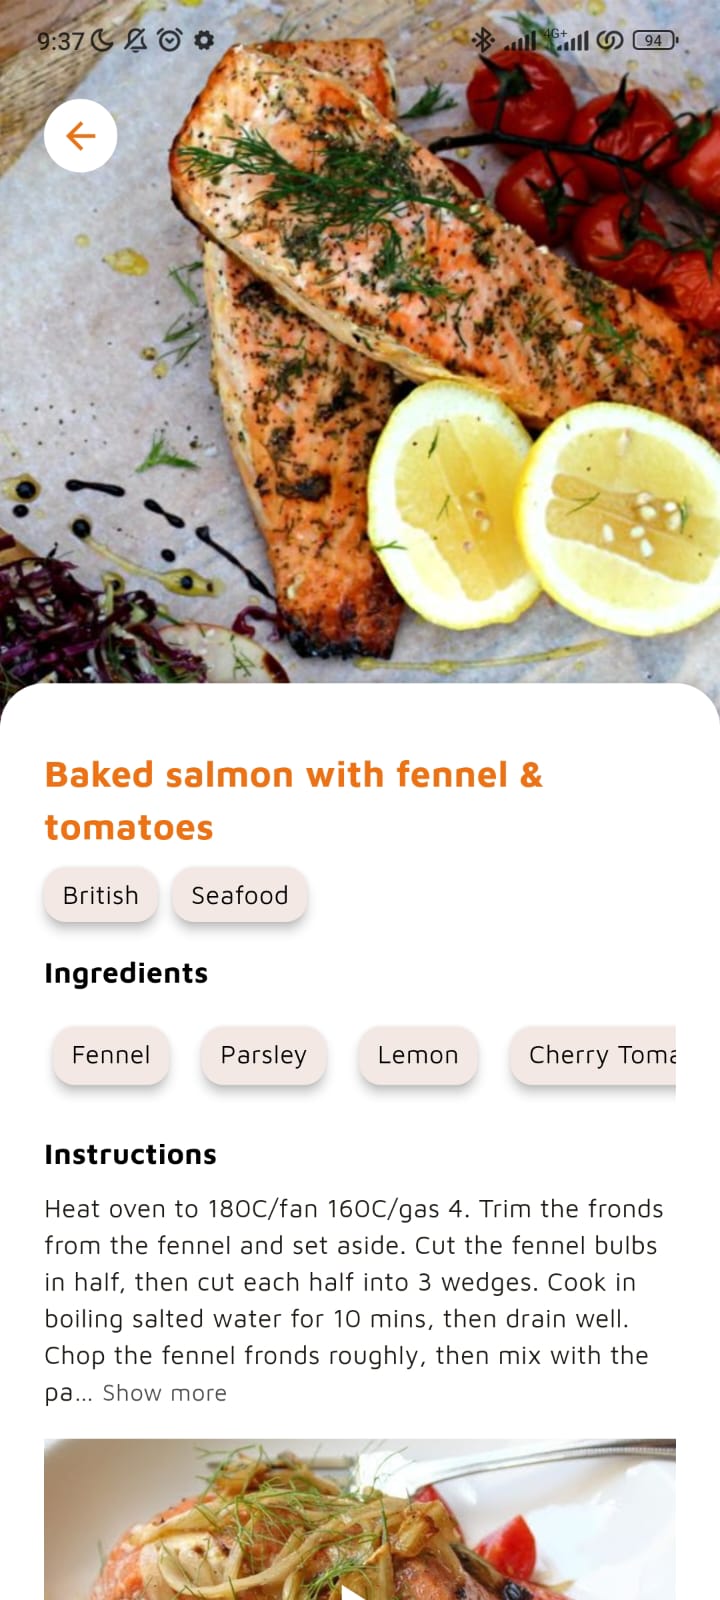 9:37
4G+
94
Baked salmon with fennel &
tomatoes
British Seafood
Ingredients
Fennel Parsley Lemon Cherry Toma
Instructions
Heat oven to 180C/fan 160C/gas 4. Trim the fronds
from the fennel and set aside. Cut the fennel bulbs
in half, then cut each half into 3 wedges. Cook in
boiling salted water for 10 mins, then drain well.
Chop the fennel fronds roughly, then mix with the
pa... Show more